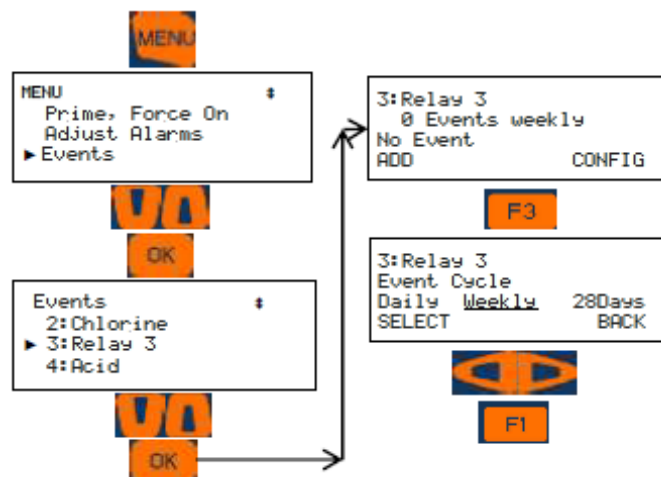 MENU
MENU
Prime, Force On
Adjust Alarms
Events
OK
Events
2:Chlorine
3:Relay 3
4:Acid
OK
3:Relay 3
0 Events weekly
No Event
ADD CONFIG
F3
3:Relay 3
Event Cycle
Daily Weekly 28Days
SELECT BACK
F1